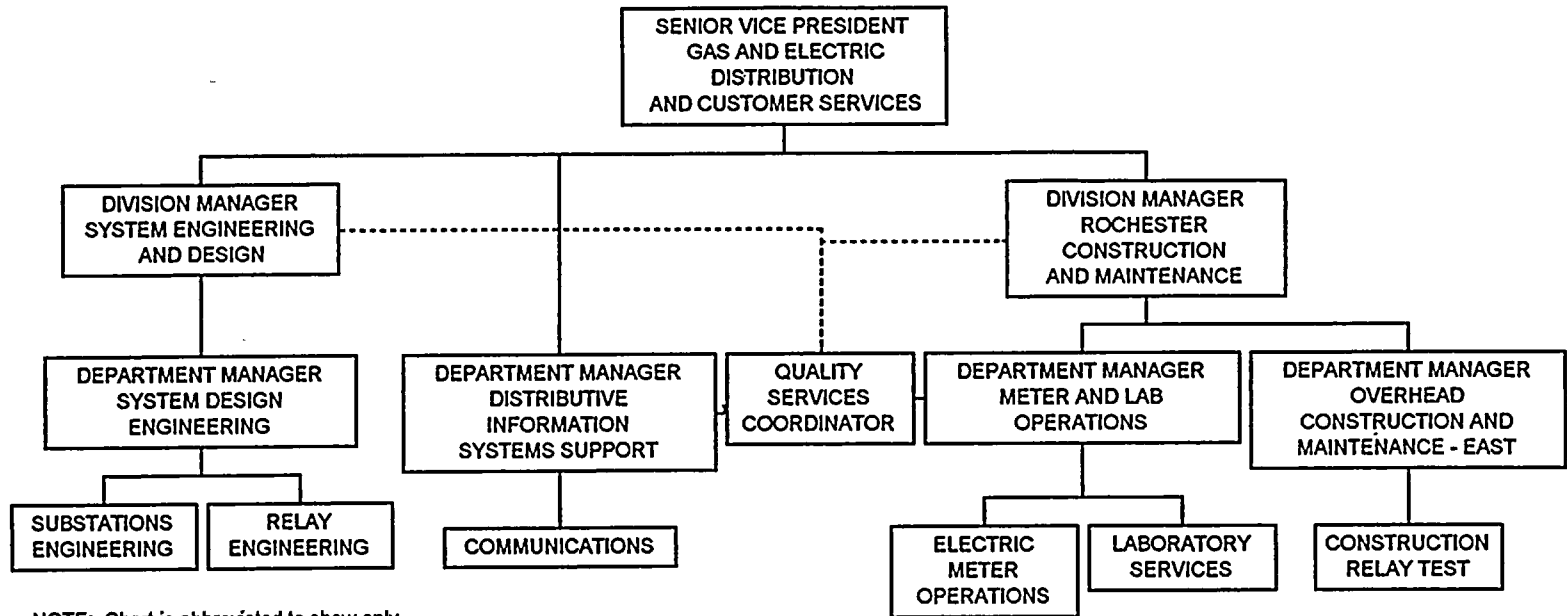 SENIOR VICE PRESIDENT
GAS AND ELECTRIC
DISTRIBUTION
AND CUSTOMER SERVICES
DIVISION MANAGER
SYSTEM ENGINEERING
AND DESIGN
DIVISION MANAGER
ROCHESTER
CONSTRUCTION
AND MAINTENANCE
DEPARTMENT MANAGER
SYSTEM DESIGN
ENGINEERING
DEPARTMENT MANAGER
DISTRIBUTIVE
INFORMATION
SYSTEMS SUPPORT
QUALITY
SERVICES
COORDINATOR
DEPARTMENT MANAGER
METER AND LAB
OPERATIONS
DEPARTMENT MANAGER
OVERHEAD
CONSTRUCTION AND
MAINTENANCE - EAST
SUBSTATIONS
ENGINEERING
RELAY
ENGINEERING
COMMUNICATIONS
ELECTRIC
METER
OPERATIONS
LABORATORY
SERVICES
CONSTRUCTION
RELAY TEST
NOTE: Chart is abbreviated to show only